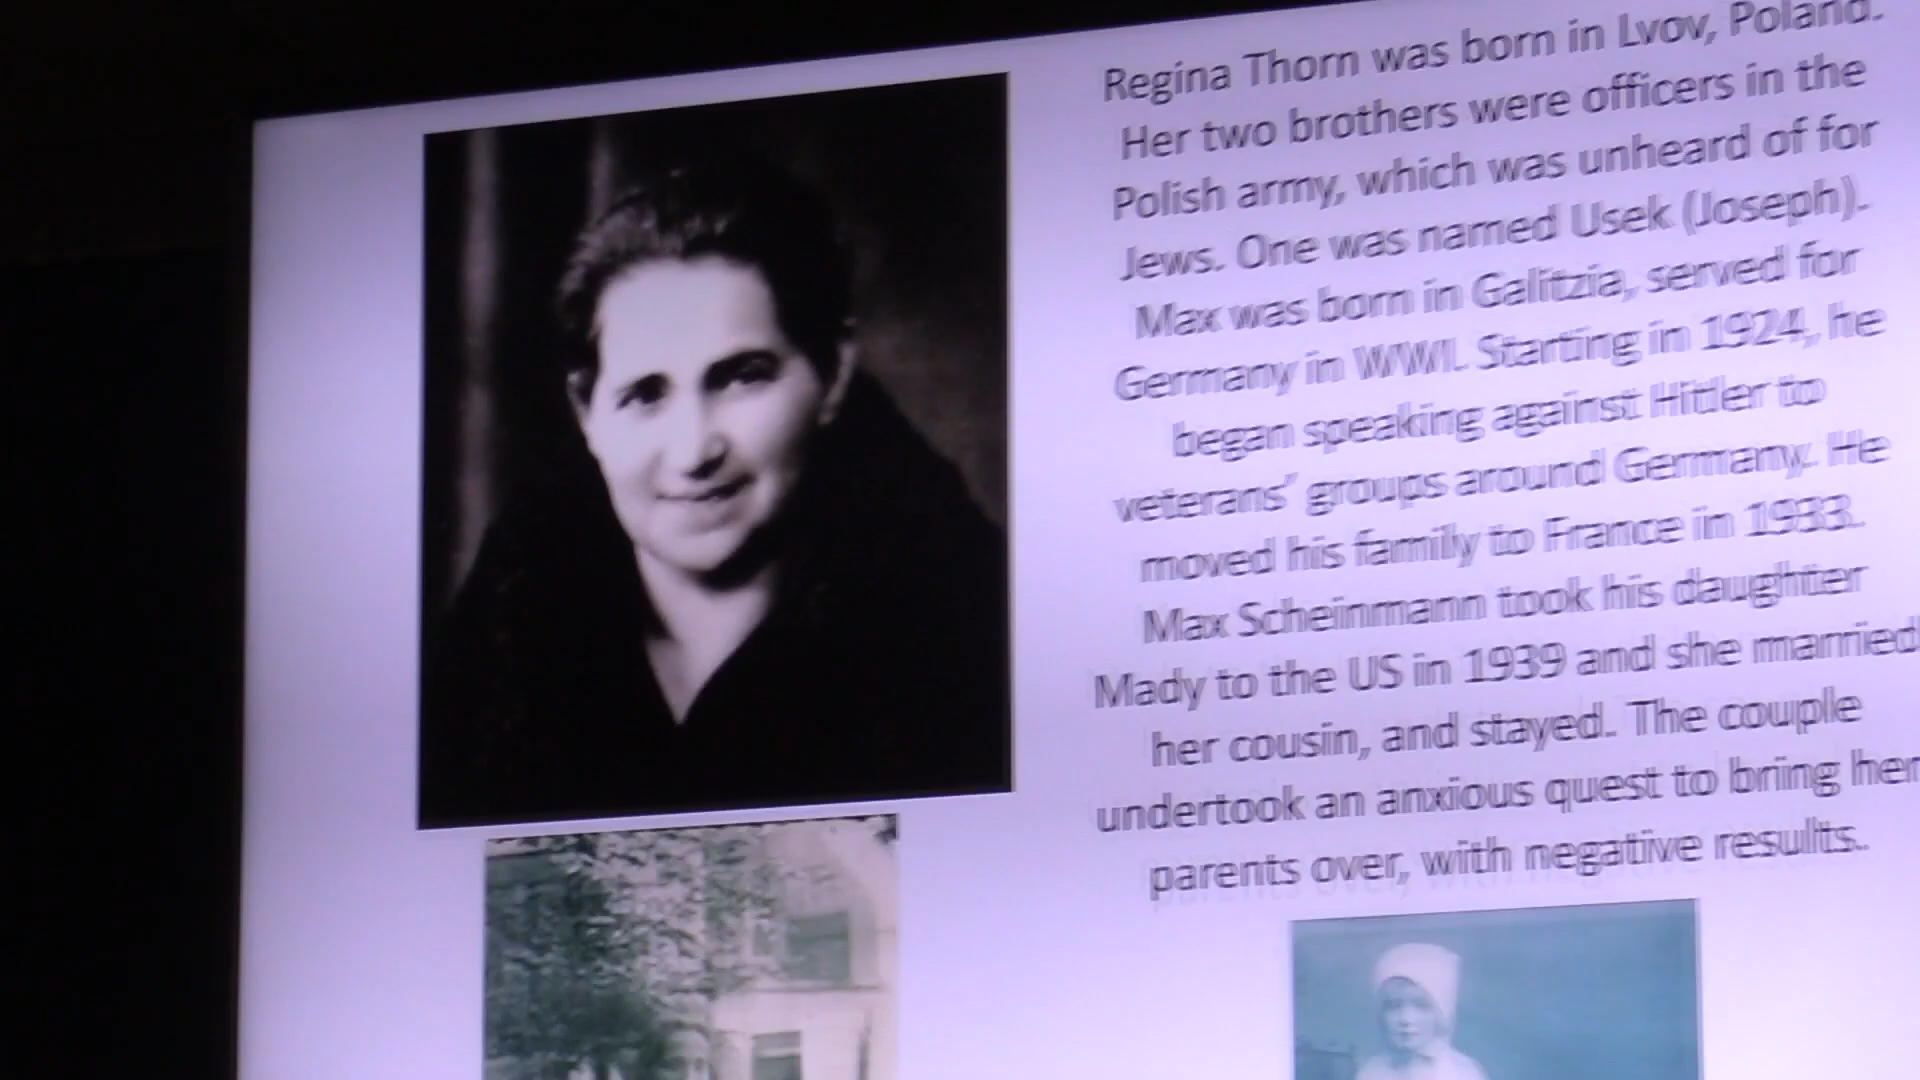 Regina Thorn was born in Lvov, Poland.
Her two brothers were officers in the
Polish army, which was unheard of for
Jews. One was named Usek (Joseph).
Max was born in Galitzia, served for
Germany in WWI. Starting in 1924, he
began speaking against Hitler to
veterans' groups around Germany. He
moved his family to France in 1933.
Max Scheinmann took his daughter
Mady to the US in 1939 and she married
her cousin, and stayed. The couple
undertook an anxious quest to bring her
parents over, with negative results.